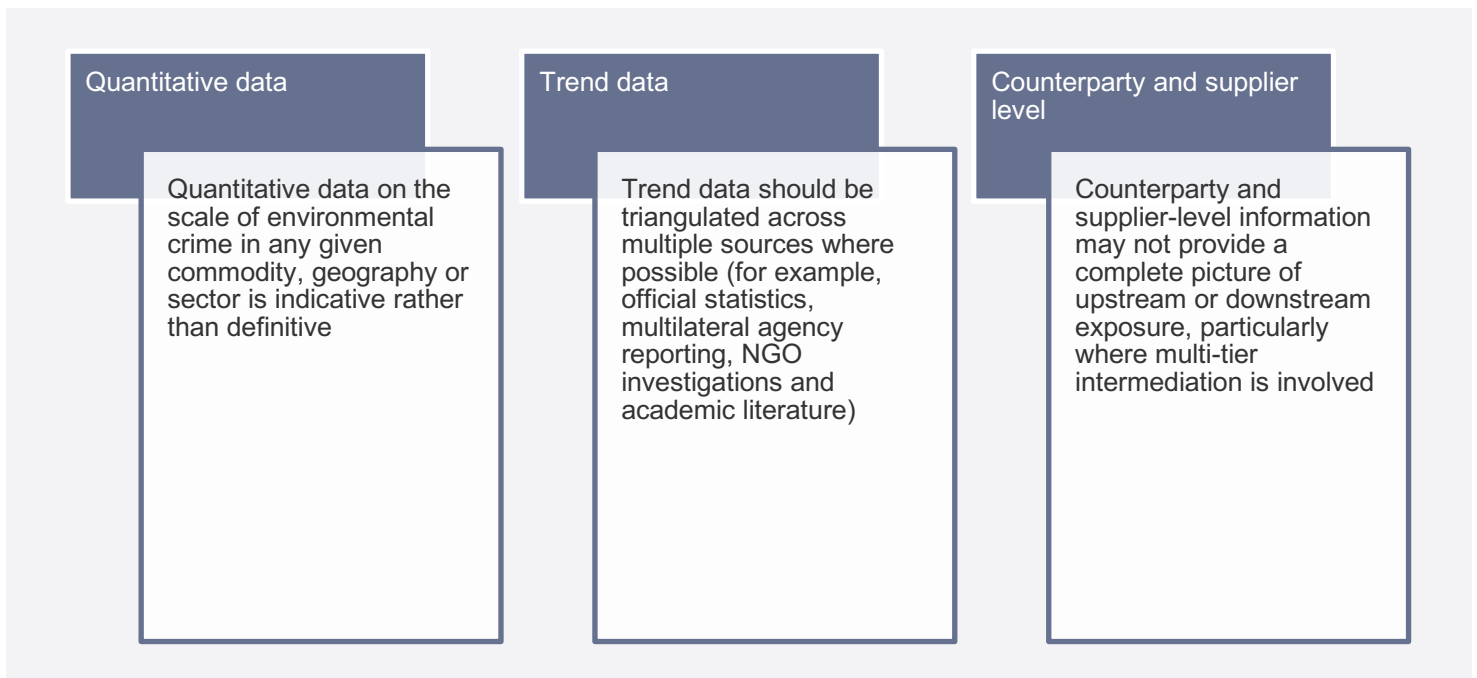 Quantitative data
Quantitative data on the
scale of environmental
crime in any given
commodity, geography or
sector is indicative rather
than definitive
Trend data
Trend data should be
triangulated across
multiple sources where
possible (for example,
official statistics,
multilateral agency
reporting, NGO
investigations and
academic literature)
Counterparty and supplier
level
Counterparty and
supplier-level information
may not provide a
complete picture of
upstream or downstream
exposure, particularly
where multi-tier
intermediation is involved